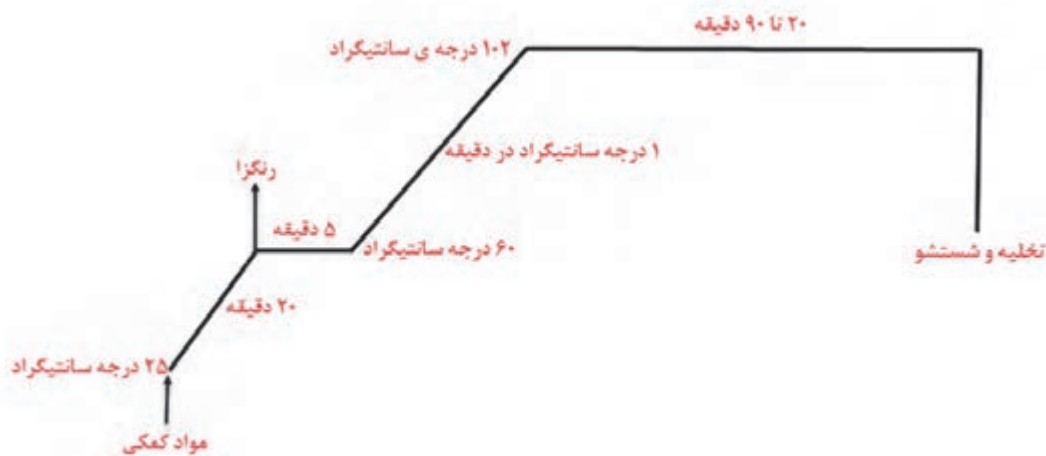 ۲۰ تا ۹۰ دقیقه
۱۰۲ درجه ی سانتیگراد
۱ درجه سانتیگراد در دقیقه
رنگزا
۵ دقیقه
۶۰ درجه سانتیگراد
تخلیه و شستشو
۲۰ دقیقه
۲۵ درجه سانتیگراد
مواد کمکی